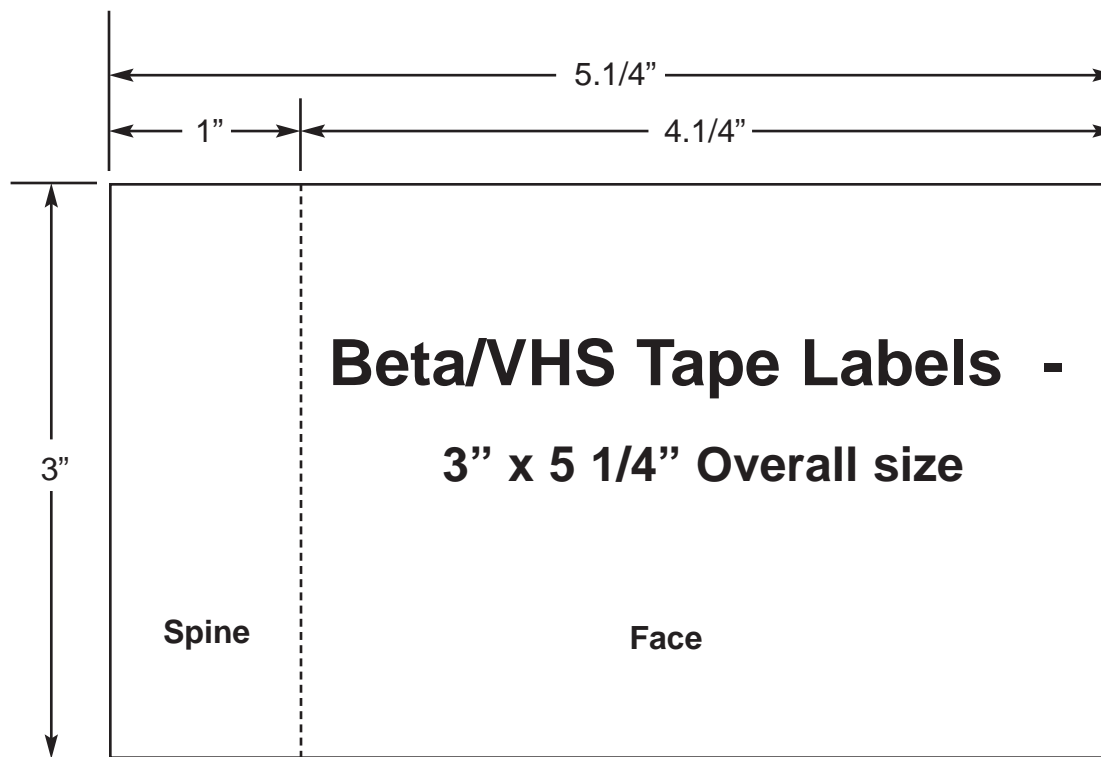 5.1/4”
1” 4.1/4”
Beta/VHS Tape Labels -
3” x 5 1/4” Overall size
3”
Spine Face